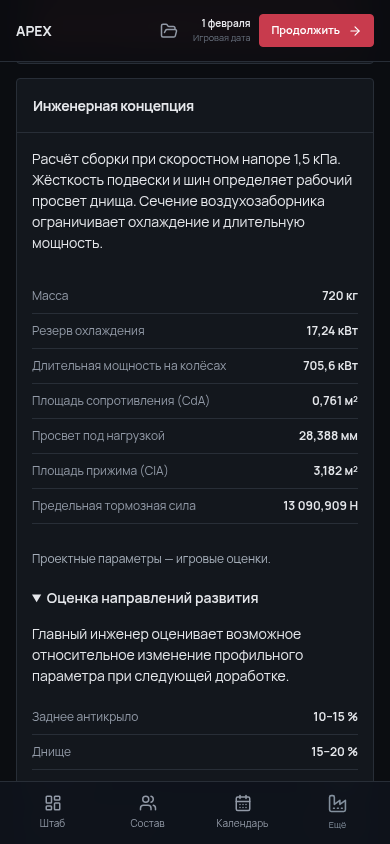 APEX
1 февраля
Игровая дата
Продолжить
Инженерная концепция
Расчёт сборки при скоростном напоре 1,5 кПа.
Жёсткость подвески и шин определяет рабочий
просвет днища. Сечение воздухозаборника
ограничивает охлаждение и длительную
мощность.
Масса 720 кг
Резерв охлаждения 17,24 кВт
Длительная мощность на колёсах 705,6 кВт
Площадь сопротивления (CdA) 0,761 м²
Просвет под нагрузкой 28,388 мм
Площадь прижима (ClA) 3,182 м²
Предельная тормозная сила 13 090,909 Н
Проектные параметры — игровые оценки.
▼ Оценка направлений развития
Главный инженер оценивает возможное
относительное изменение профильного
параметра при следующей доработке.
Заднее антикрыло 10–15 %
Днище 15–20 %
Штаб Состав Календарь Ещё